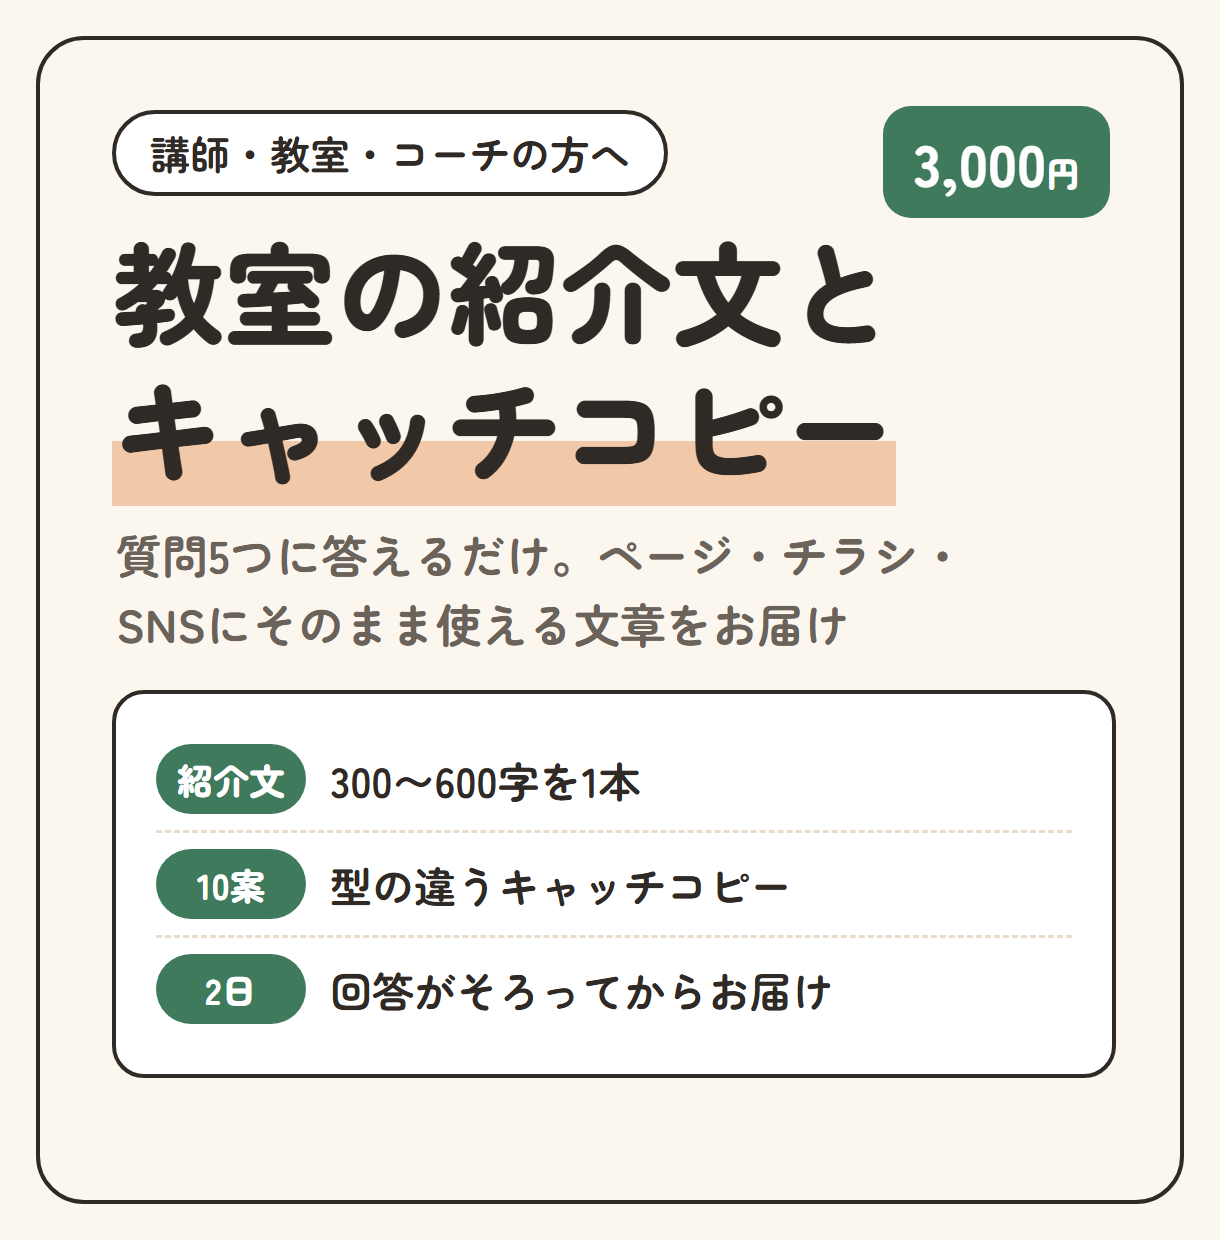 講師・教室・コーチの方へ
3,000円
教室の紹介文と
キャッチコピー
質問5つに答えるだけ。ページ・チラシ・
SNSにそのまま使える文章をお届け
紹介文 300〜600字を1本
10案 型の違うキャッチコピー
2日 回答がそろってからお届け